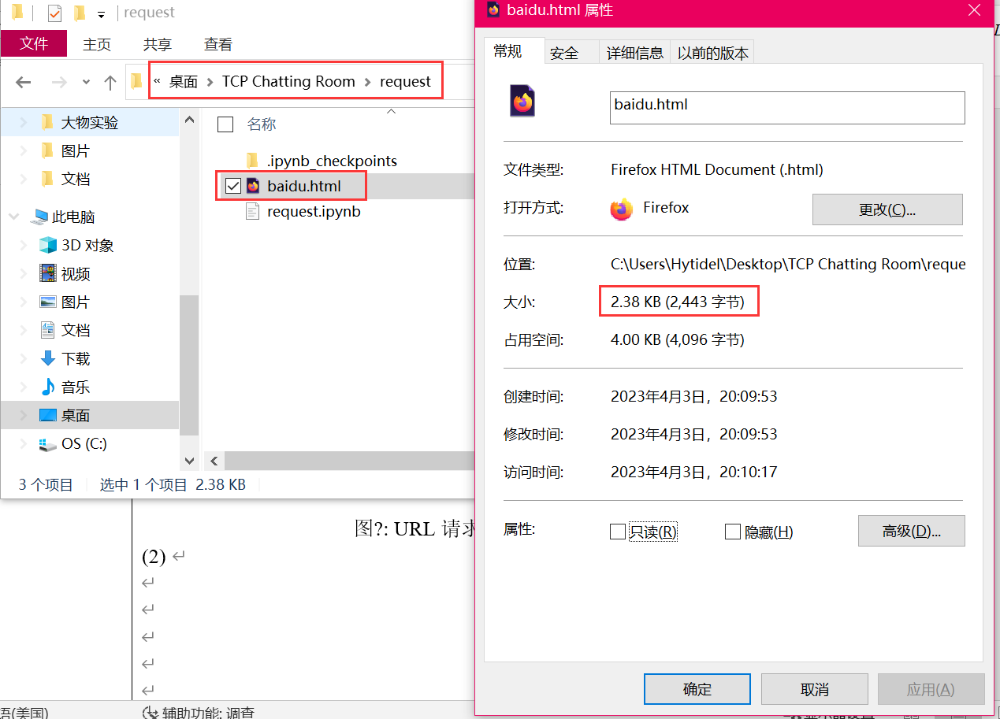 request
文件 主页 共享 查看
« 桌面 › TCP Chatting Room › request
大物实验
图片
文档
此电脑
3D 对象
视频
图片
文档
下载
音乐
桌面
OS (C:)
名称
.ipynb_checkpoints
baidu.html
request.ipynb
3 个项目 选中 1 个项目 2.38 KB
图?: URL 请求
(2) ↵
↵
↵
↵
↵
↵
语(美国) 辅助功能: 调查
baidu.html 属性
常规 安全 详细信息 以前的版本
baidu.html
文件类型: Firefox HTML Document (.html)
打开方式: Firefox 更改(C)...
位置: C:\Users\Hytidel\Desktop\TCP Chatting Room\reque
大小: 2.38 KB (2,443 字节)
占用空间: 4.00 KB (4,096 字节)
创建时间: 2023年4月3日，20:09:53
修改时间: 2023年4月3日，20:09:53
访问时间: 2023年4月3日，20:10:17
属性: 只读(R) 隐藏(H) 高级(D)...
确定 取消 应用(A)